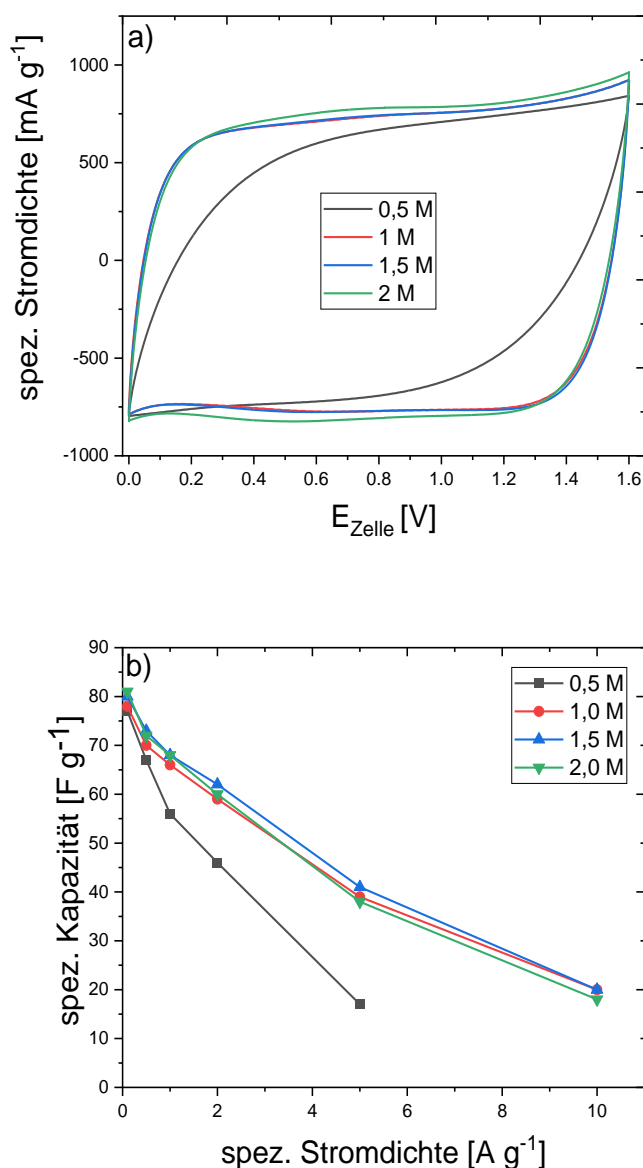 a)
spez. Stromdichte [mA g⁻¹]
1000
500
0
-500
-1000
0,5 M
1 M
1,5 M
2 M
0.0 0.2 0.4 0.6 0.8 1.0 1.2 1.4 1.6
E_Zelle [V]
b)
spez. Kapazität [F g⁻¹]
90
80
70
60
50
40
30
20
10
0
0,5 M
1,0 M
1,5 M
2,0 M
0 2 4 6 8 10
spez. Stromdichte [A g⁻¹]